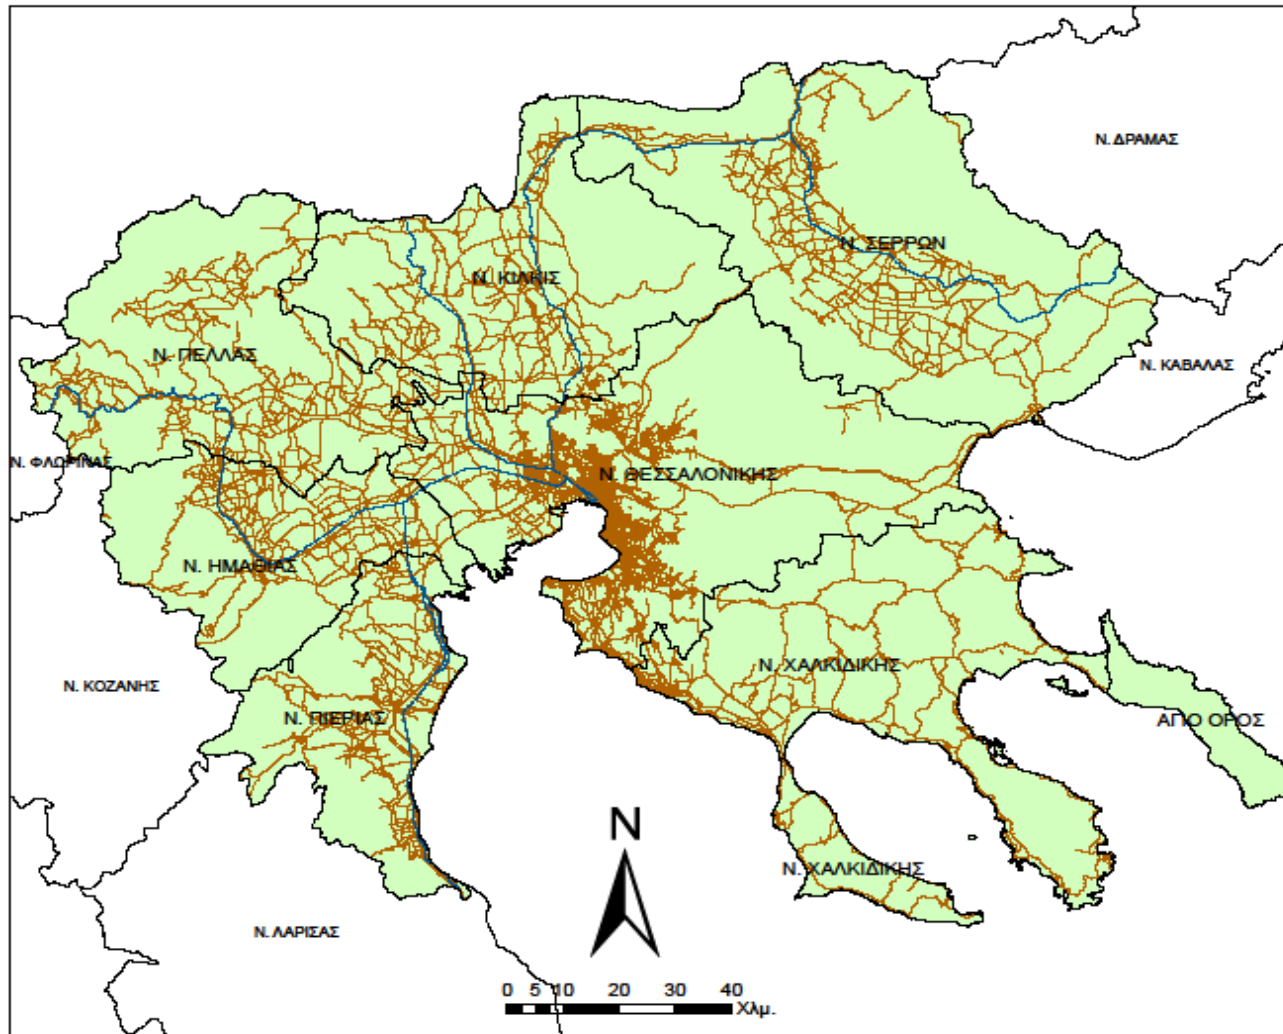 Ν. ΔΡΑΜΑΣ
Ν. ΣΕΡΡΩΝ
Ν. ΚΙΛΚΙΣ
Ν. ΠΕΛΛΑΣ
Ν. ΚΑΒΑΛΑΣ
Ν. ΦΛΩΡΙΝΑΣ
Ν. ΘΕΣΣΑΛΟΝΙΚΗΣ
Ν. ΗΜΑΘΙΑΣ
Ν. ΧΑΛΚΙΔΙΚΗΣ
Ν. ΚΟΖΑΝΗΣ
Ν. ΠΙΕΡΙΑΣ
ΑΓΙΟ ΟΡΟΣ
N
Ν. ΧΑΛΚΙΔΙΚΗΣ
Ν. ΛΑΡΙΣΑΣ
0 5 10 20 30 40
Χλμ.